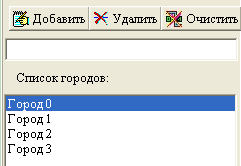 Добавить Удалить Очистить
Список городов:
Город 0
Город 1
Город 2
Город 3